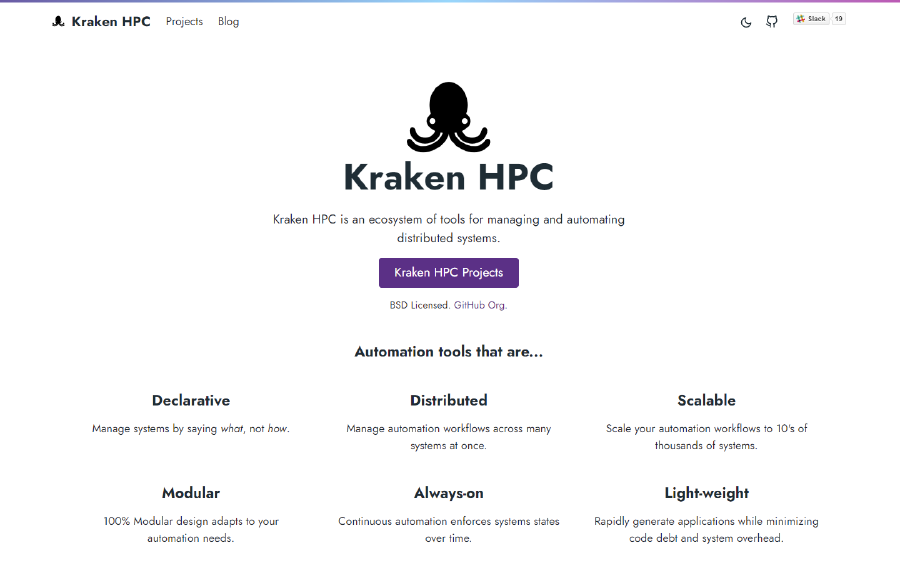 Kraken HPC Projects Blog Slack 19
Kraken HPC
Kraken HPC is an ecosystem of tools for managing and automating
distributed systems.
Kraken HPC Projects
BSD Licensed. GitHub Org.
Automation tools that are...
Declarative
Manage systems by saying what, not how.
Distributed
Manage automation workflows across many
systems at once.
Scalable
Scale your automation workflows to 10's of
thousands of systems.
Modular
100% Modular design adapts to your
automation needs.
Always-on
Continuous automation enforces systems states
over time.
Light-weight
Rapidly generate applications while minimizing
code debt and system overhead.